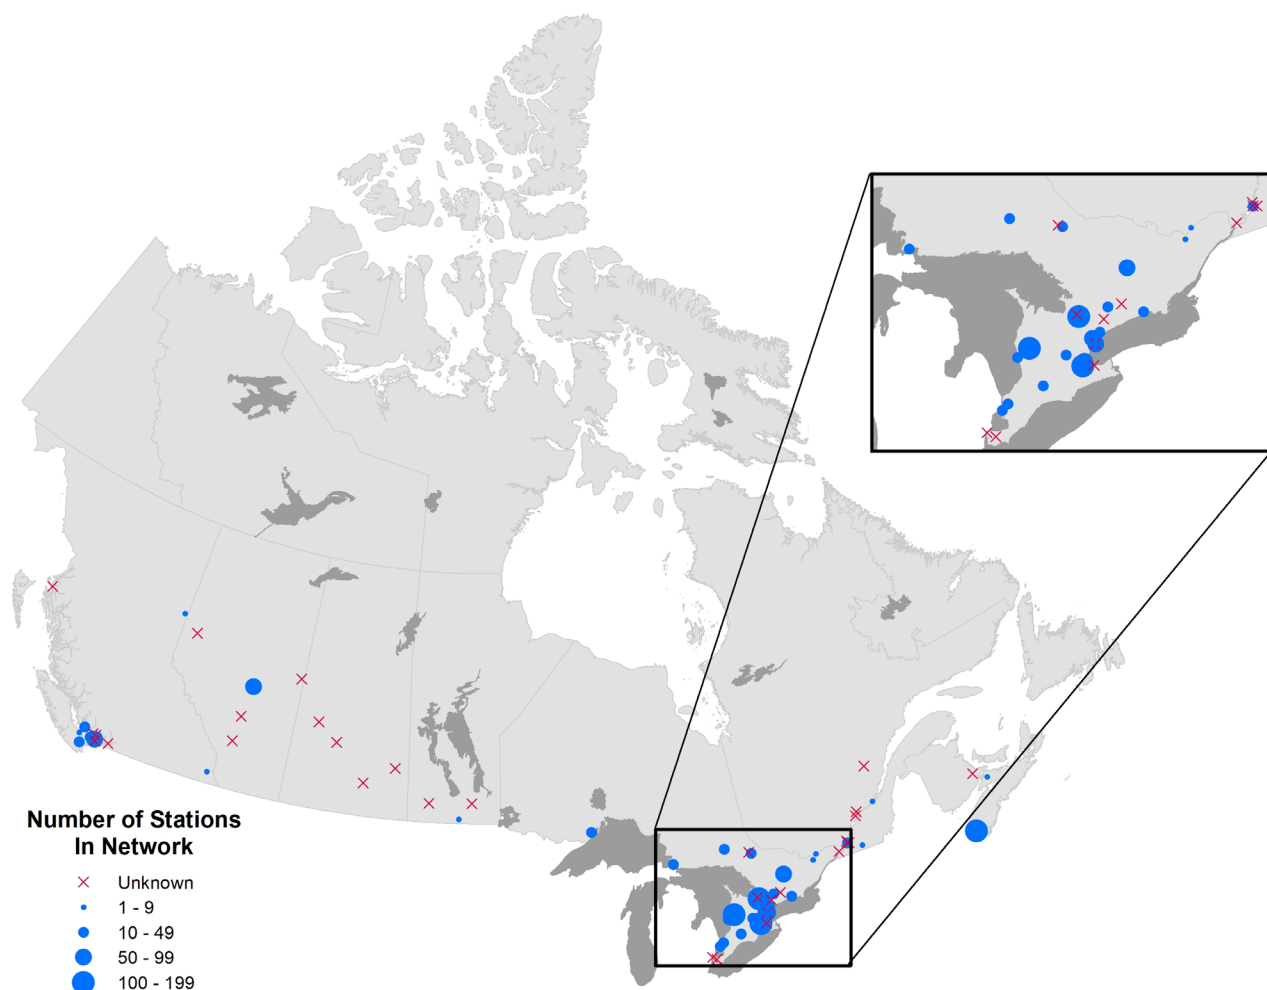 Number of Stations
In Network
Unknown
1 - 9
10 - 49
50 - 99
100 - 199